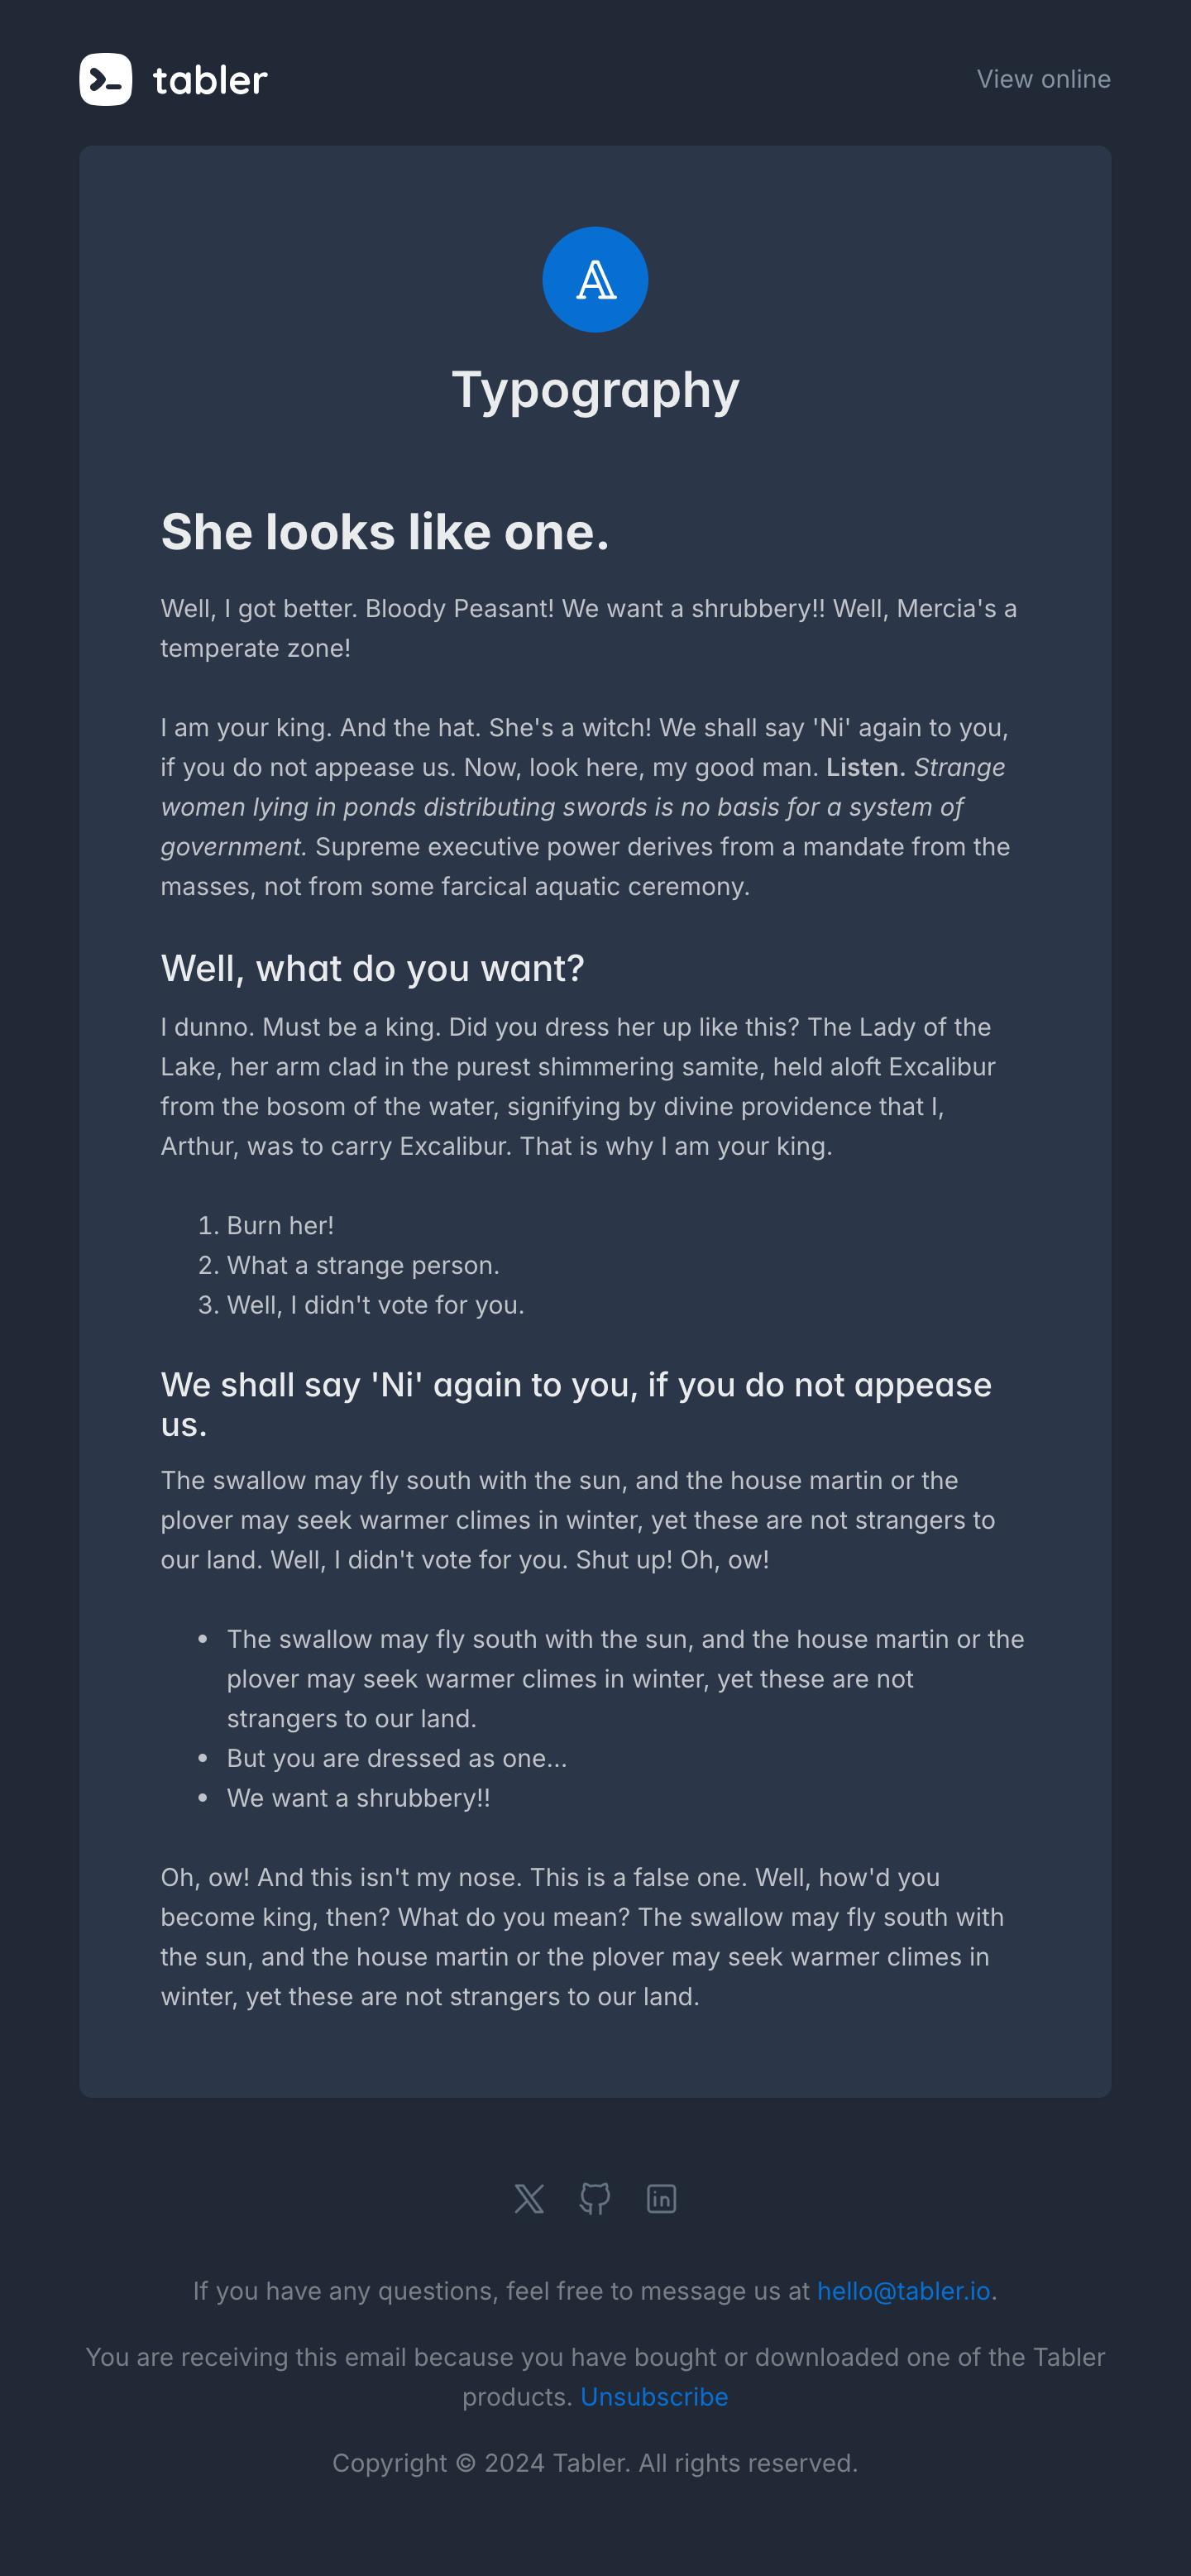 tabler
View online
A
Typography
She looks like one.
Well, I got better. Bloody Peasant! We want a shrubbery!! Well, Mercia's a
temperate zone!
I am your king. And the hat. She's a witch! We shall say 'Ni' again to you,
if you do not appease us. Now, look here, my good man. Listen. Strange
women lying in ponds distributing swords is no basis for a system of
government. Supreme executive power derives from a mandate from the
masses, not from some farcical aquatic ceremony.
Well, what do you want?
I dunno. Must be a king. Did you dress her up like this? The Lady of the
Lake, her arm clad in the purest shimmering samite, held aloft Excalibur
from the bosom of the water, signifying by divine providence that I,
Arthur, was to carry Excalibur. That is why I am your king.
1. Burn her!
2. What a strange person.
3. Well, I didn't vote for you.
We shall say 'Ni' again to you, if you do not appease
us.
The swallow may fly south with the sun, and the house martin or the
plover may seek warmer climes in winter, yet these are not strangers to
our land. Well, I didn't vote for you. Shut up! Oh, ow!
• The swallow may fly south with the sun, and the house martin or the
plover may seek warmer climes in winter, yet these are not
strangers to our land.
• But you are dressed as one...
• We want a shrubbery!!
Oh, ow! And this isn't my nose. This is a false one. Well, how'd you
become king, then? What do you mean? The swallow may fly south with
the sun, and the house martin or the plover may seek warmer climes in
winter, yet these are not strangers to our land.
If you have any questions, feel free to message us at hello@tabler.io.
You are receiving this email because you have bought or downloaded one of the Tabler
products. Unsubscribe
Copyright © 2024 Tabler. All rights reserved.